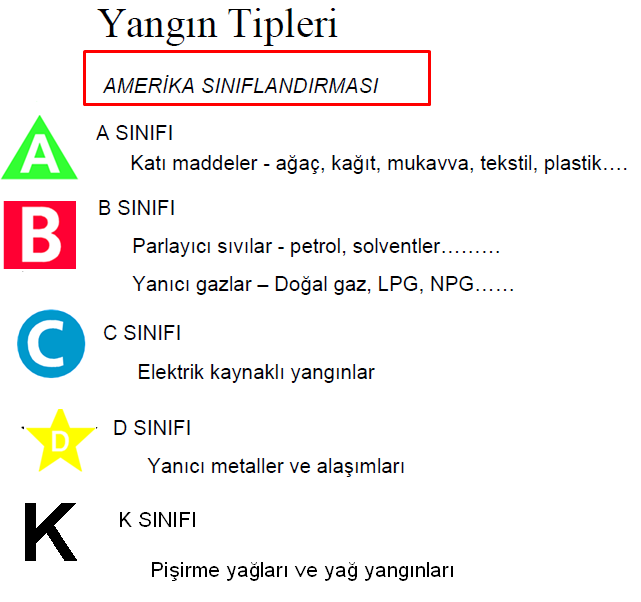 Yangın Tipleri
AMERİKA SINIFLANDIRMASI
A
A SINIFI
Katı maddeler - ağaç, kağıt, mukavva, tekstil, plastik….
B
B SINIFI
Parlayıcı sıvılar - petrol, solventler………
Yanıcı gazlar – Doğal gaz, LPG, NPG……
C
C SINIFI
Elektrik kaynaklı yangınlar
D
D SINIFI
Yanıcı metaller ve alaşımları
K
K SINIFI
Pişirme yağları ve yağ yangınları